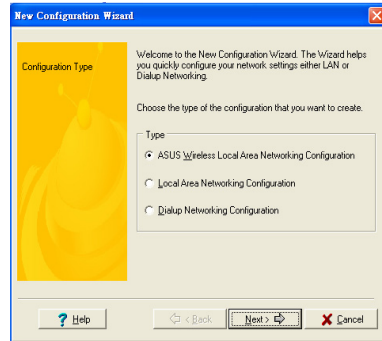 New Configuration Wizard
Configuration Type
Welcome to the New Configuration Wizard. The Wizard helps
you quickly configure your network settings either LAN or
Dialup Networking.
Choose the type of the configuration that you want to create.
Type
ASUS Wireless Local Area Networking Configuration
Local Area Networking Configuration
Dialup Networking Configuration
? Help
< Back
Next >
Cancel